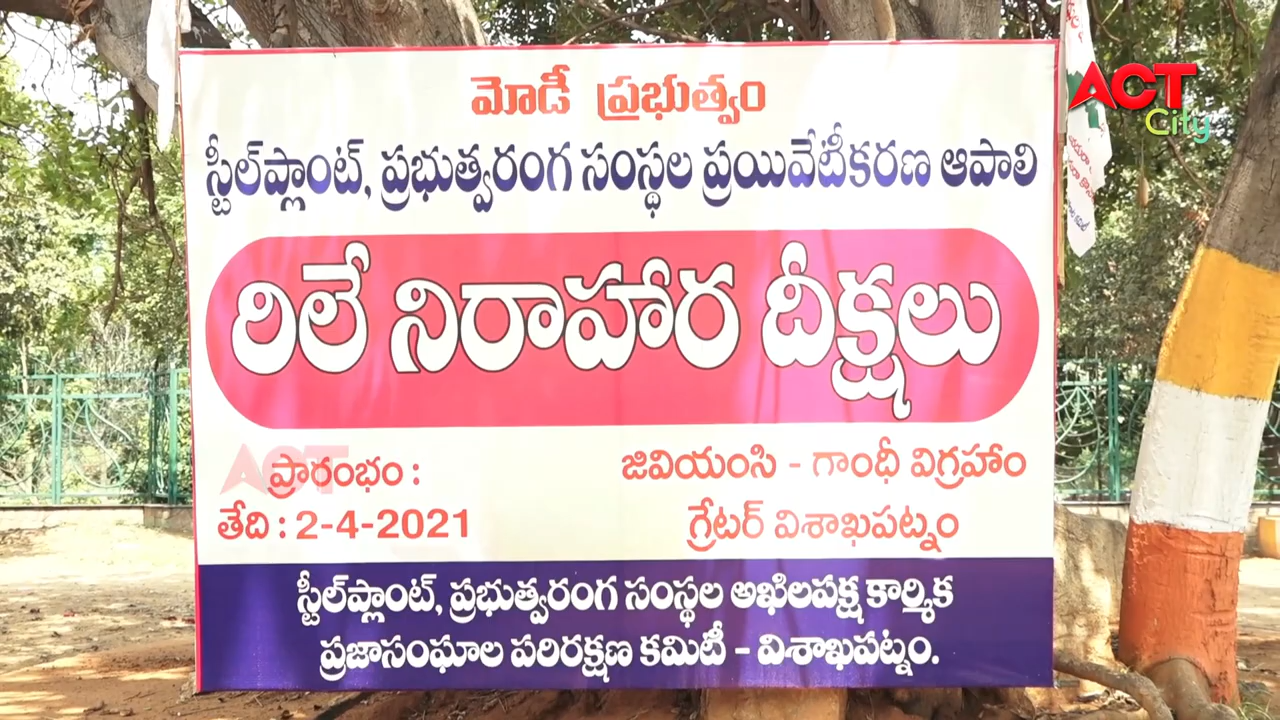 మోడీ ప్రభుత్వం
స్టీల్‌ప్లాంట్, ప్రభుత్వరంగ సంస్థల ప్రయివేటీకరణ ఆపాలి
రిలే నిరాహార దీక్షలు
ప్రారంభం :
తేది : 2-4-2021
జివియంసి - గాంధీ విగ్రహాం
గ్రేటర్ విశాఖపట్నం
స్టీల్‌ప్లాంట్, ప్రభుత్వరంగ సంస్థల అఖిలపక్ష కార్మిక
ప్రజాసంఘాల పరిరక్షణ కమిటీ - విశాఖపట్నం.
ACT
City
ACT